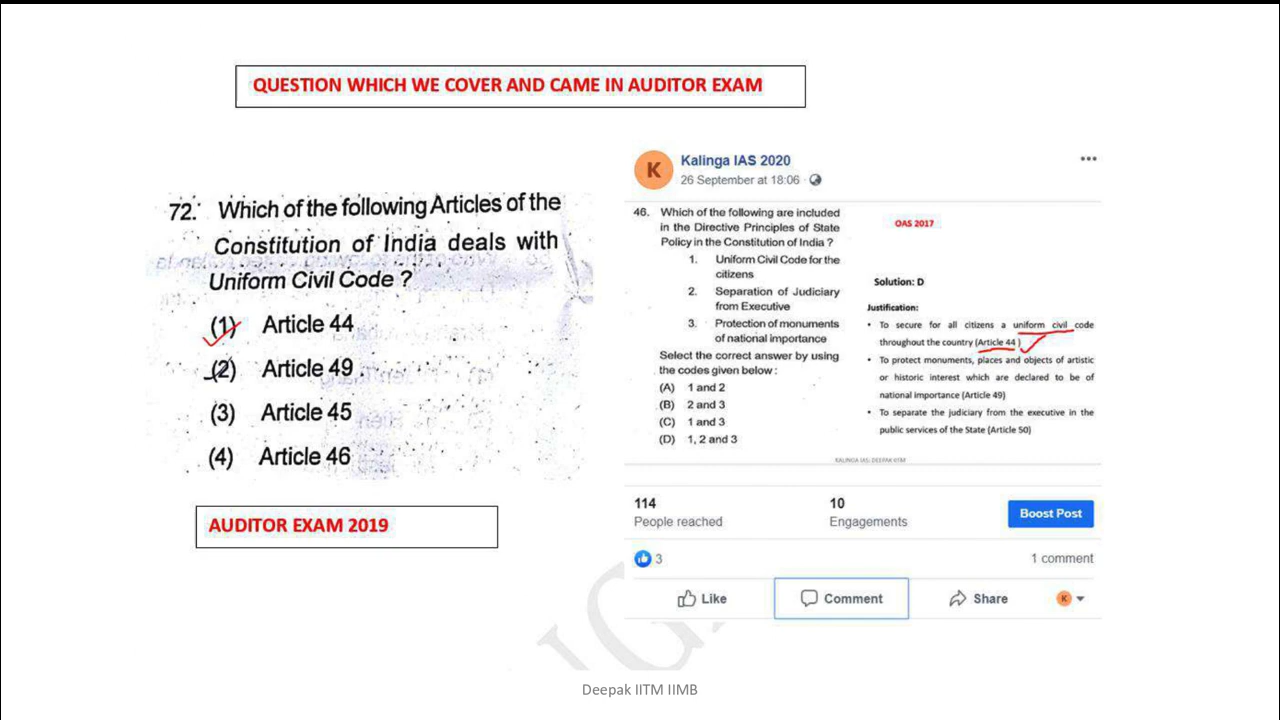 QUESTION WHICH WE COVER AND CAME IN AUDITOR EXAM
72. Which of the following Articles of the
Constitution of India deals with
Uniform Civil Code ?
(1) Article 44
(2) Article 49
(3) Article 45
(4) Article 46
AUDITOR EXAM 2019
K
Kalinga IAS 2020
26 September at 18:06
46. Which of the following are included
in the Directive Principles of State
Policy in the Constitution of India ?
1. Uniform Civil Code for the
citizens
2. Separation of Judiciary
from Executive
3. Protection of monuments
of national importance
Select the correct answer by using
the codes given below :
(A) 1 and 2
(B) 2 and 3
(C) 1 and 3
(D) 1, 2 and 3
OAS 2017
Solution: D
Justification:
• To secure for all citizens a uniform civil code
throughout the country (Article 44 )
• To protect monuments, places and objects of artistic
or historic interest which are declared to be of
national importance (Article 49)
• To separate the judiciary from the executive in the
public services of the State (Article 50)
KALINGA IAS- DEEPAK IITM
114
People reached
10
Engagements
Boost Post
3
1 comment
Like
Comment
Share
K
Deepak IITM IIMB